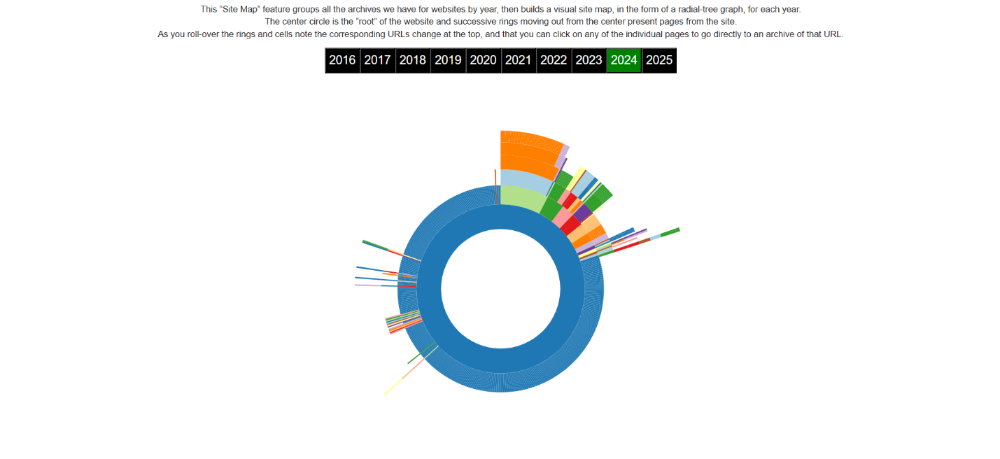 This “Site Map” feature groups all the archives we have for websites by year, then builds a visual site map, in the form of a radial-tree graph, for each year.
The center circle is the “root” of the website and successive rings moving out from the center present pages from the site.
As you roll-over the rings and cells note the corresponding URLs change at the top, and that you can click on any of the individual pages to go directly to an archive of that URL.
2016 2017 2018 2019 2020 2021 2022 2023 2024 2025